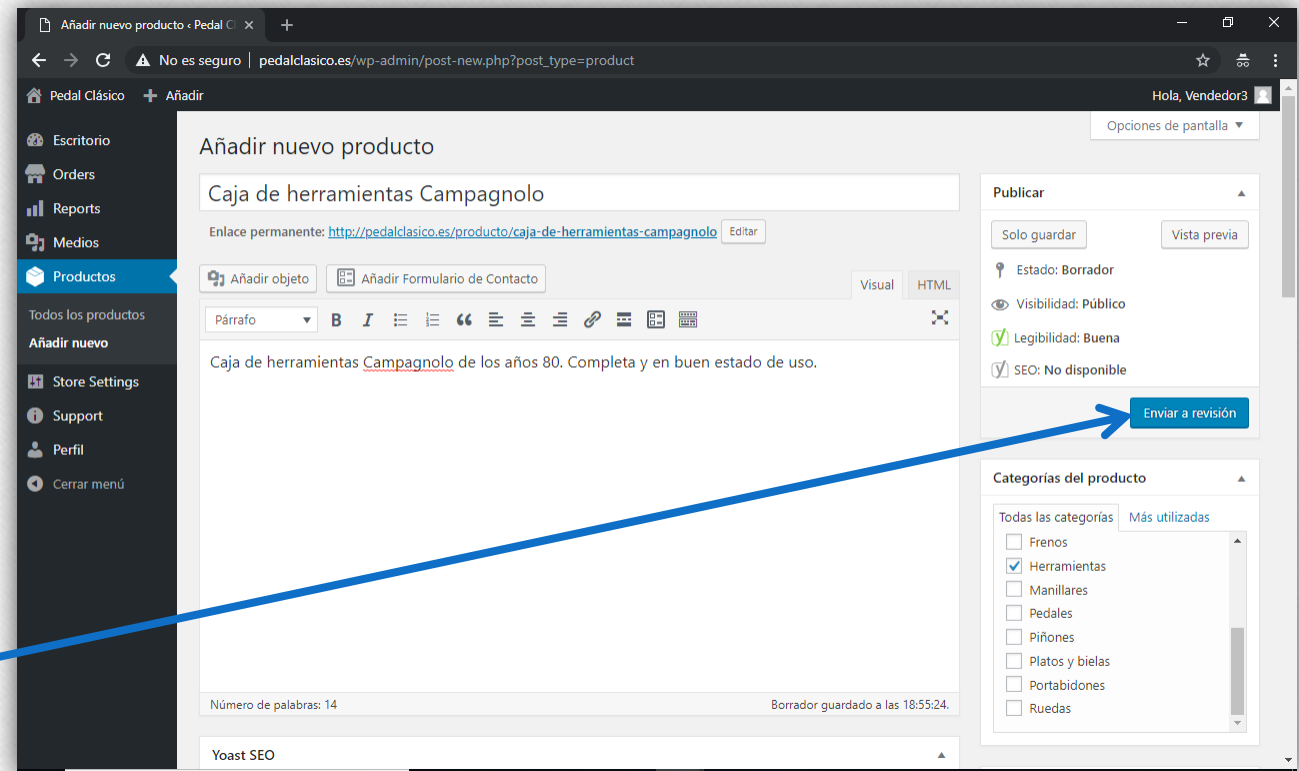 Añadir nuevo producto ‹ Pedal Cl
No es seguro | pedalclasico.es/wp-admin/post-new.php?post_type=product
Pedal Clásico Añadir Hola, Vendedor3
Opciones de pantalla
Escritorio
Orders
Reports
Medios
Productos
Todos los productos
Añadir nuevo
Store Settings
Support
Perfil
Cerrar menú
Añadir nuevo producto
Caja de herramientas Campagnolo
Enlace permanente: http://pedalclasico.es/producto/caja-de-herramientas-campagnolo Editar
Añadir objeto Añadir Formulario de Contacto
Visual HTML
Párrafo B I
Caja de herramientas Campagnolo de los años 80. Completa y en buen estado de uso.
Número de palabras: 14 Borrador guardado a las 18:55:24.
Yoast SEO
Publicar
Solo guardar Vista previa
Estado: Borrador
Visibilidad: Público
Legibilidad: Buena
SEO: No disponible
Enviar a revisión
Categorías del producto
Todas las categorías Más utilizadas
Frenos
Herramientas
Manillares
Pedales
Piñones
Platos y bielas
Portabidones
Ruedas